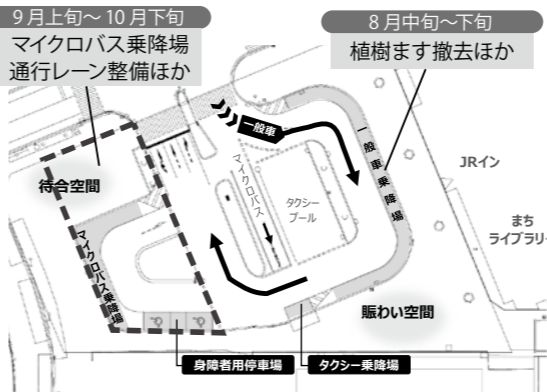 9月上旬～10月下旬
マイクロバス乗降場
通行レーン整備ほか
8月中旬～下旬
植樹ます撤去ほか
一般車
一般車乗降場
JRイン
待合空間
マイクロバス
タクシー
プール
まち
ライブラリー
マイクロバス乗降場
賑わい空間
身障者用停車場
タクシー乗降場